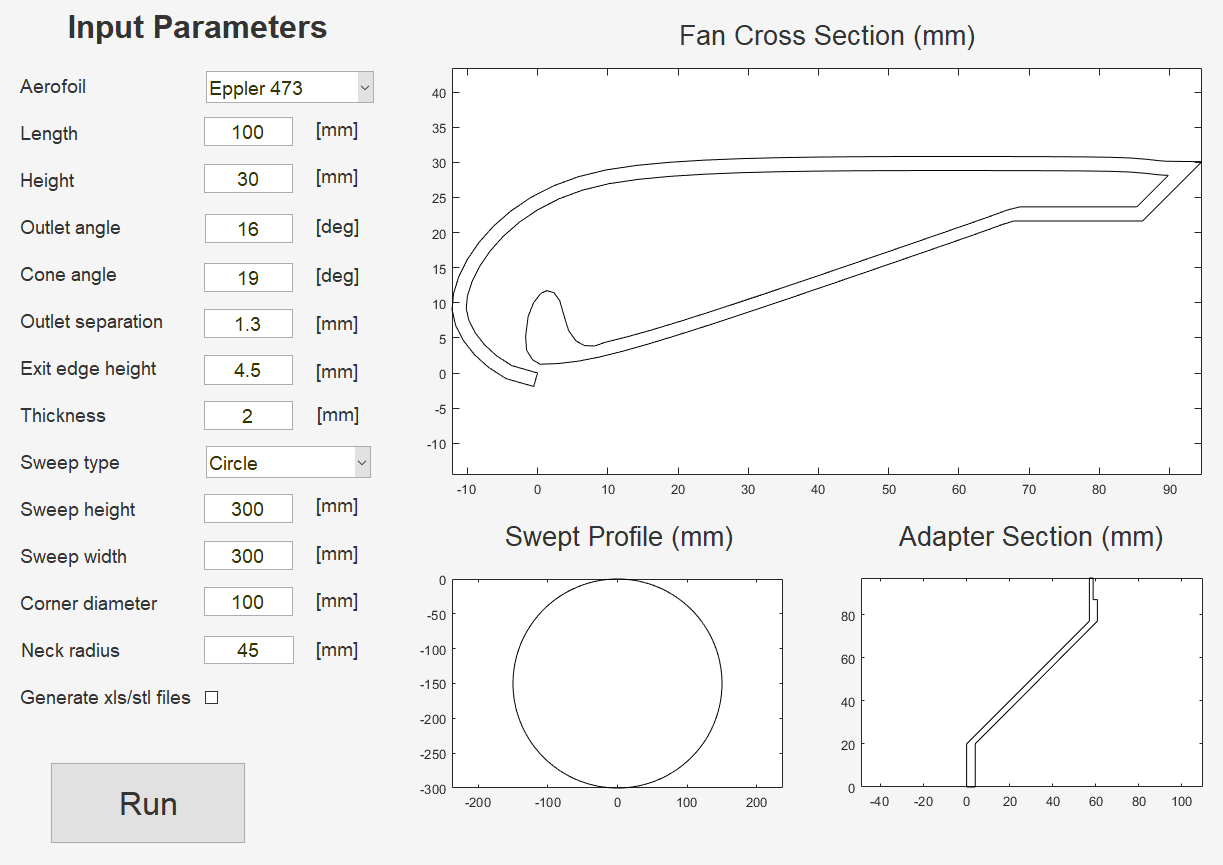 Input Parameters
Aerofoil Eppler 473
Length 100 [mm]
Height 30 [mm]
Outlet angle 16 [deg]
Cone angle 19 [deg]
Outlet separation 1.3 [mm]
Exit edge height 4.5 [mm]
Thickness 2 [mm]
Sweep type Circle
Sweep height 300 [mm]
Sweep width 300 [mm]
Corner diameter 100 [mm]
Neck radius 45 [mm]
Generate xls/stl files
Run
Fan Cross Section (mm)
40
35
30
25
20
15
10
5
0
-5
-10
-10 0 10 20 30 40 50 60 70 80 90
Swept Profile (mm)
0
-50
-100
-150
-200
-250
-300
-200 -100 0 100 200
Adapter Section (mm)
80
60
40
20
0
-40 -20 0 20 40 60 80 100